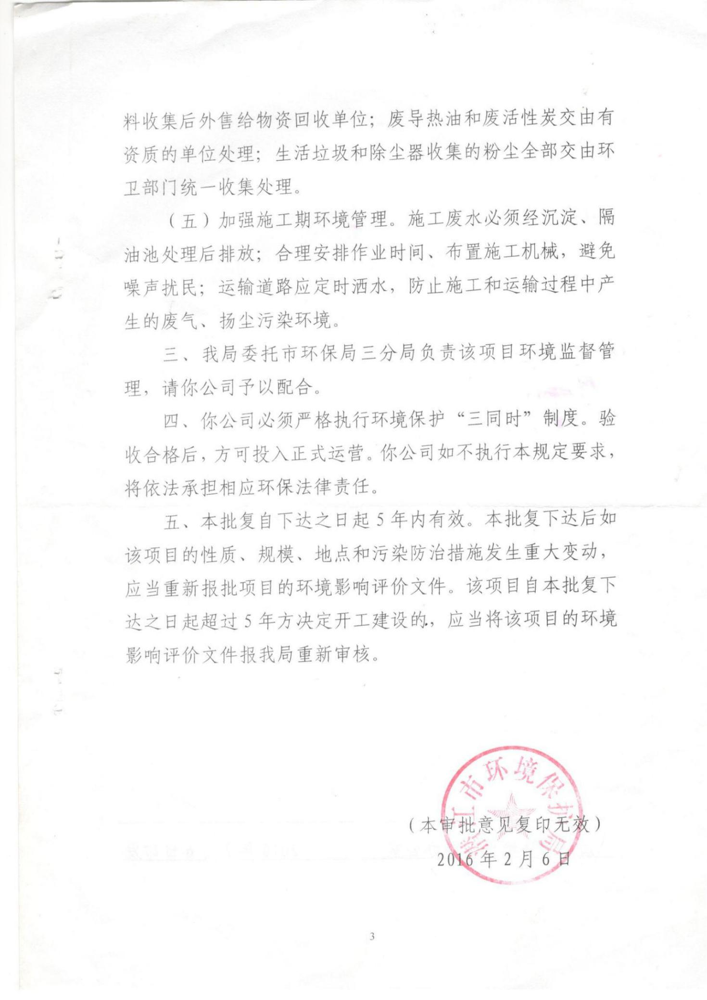 料收集后外售给物资回收单位；废导热油和废活性炭交由有
资质的单位处理；生活垃圾和除尘器收集的粉尘全部交由环
卫部门统一收集处理。
（五）加强施工期环境管理。施工废水必须经沉淀、隔
油池处理后排放；合理安排作业时间、布置施工机械，避免
噪声扰民；运输道路应定时洒水，防止施工和运输过程中产
生的废气、扬尘污染环境。
三、我局委托市环保局三分局负责该项目环境监督管
理，请你公司予以配合。
四、你公司必须严格执行环境保护“三同时”制度。验
收合格后，方可投入正式运营。你公司如不执行本规定要求，
将依法承担相应环保法律责任。
五、本批复自下达之日起 5 年内有效。本批复下达后如
该项目的性质、规模、地点和污染防治措施发生重大变动，
应当重新报批项目的环境影响评价文件。该项目自本批复下
达之日起超过 5 年方决定开工建设的，应当将该项目的环境
影响评价文件报我局重新审核。
江市环境保护局
（本审批意见复印无效）
2016 年 2 月 6 日
3